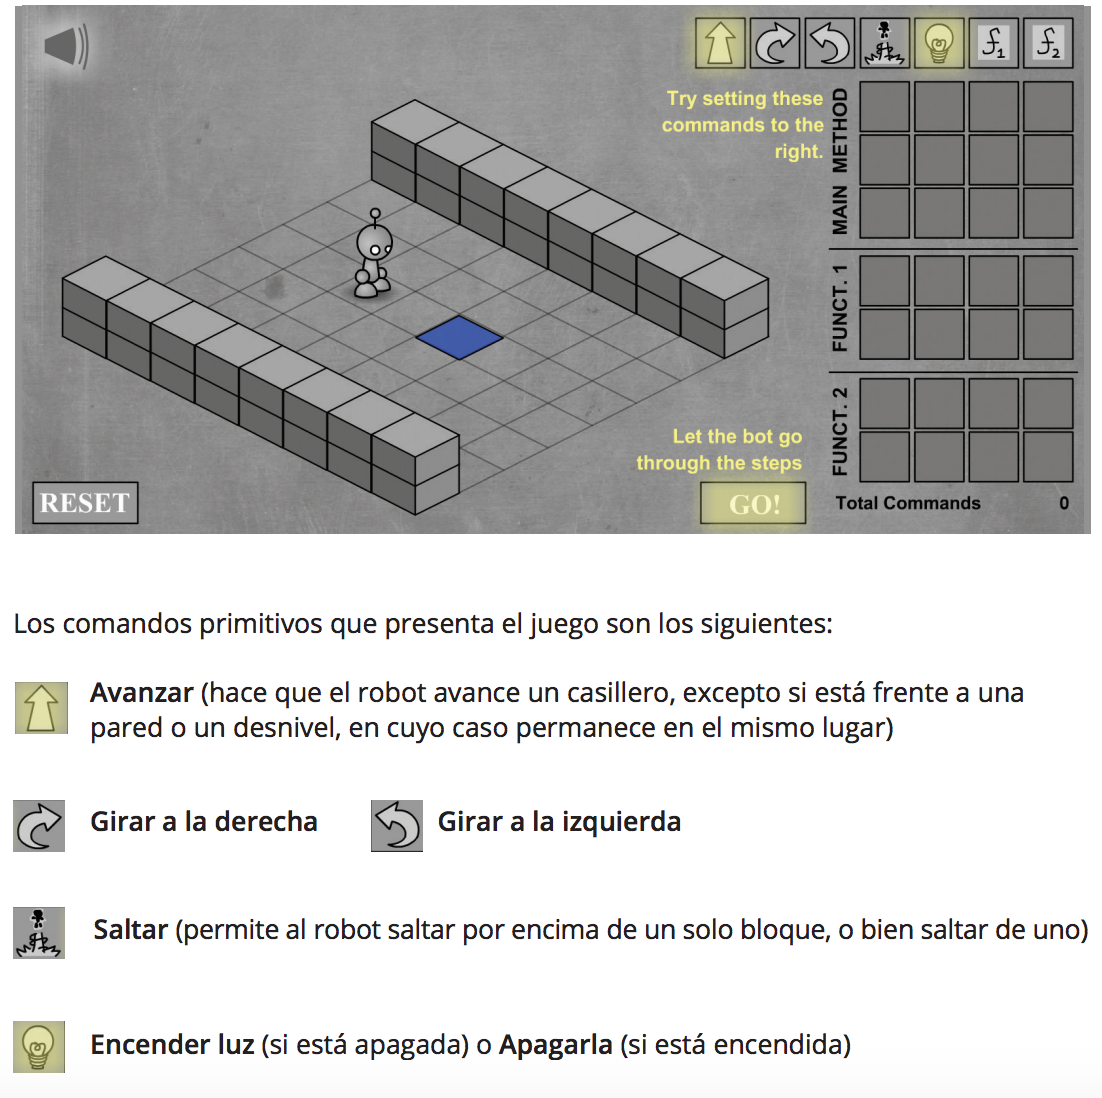 f1 f2
Try setting these
commands to the
right.
MAIN METHOD
FUNCT. 1
FUNCT. 2
Let the bot go
through the steps
RESET
GO!
Total Commands 0
Los comandos primitivos que presenta el juego son los siguientes:
Avanzar (hace que el robot avance un casillero, excepto si está frente a una
pared o un desnivel, en cuyo caso permanece en el mismo lugar)
Girar a la derecha Girar a la izquierda
Saltar (permite al robot saltar por encima de un solo bloque, o bien saltar de uno)
Encender luz (si está apagada) o Apagarla (si está encendida)